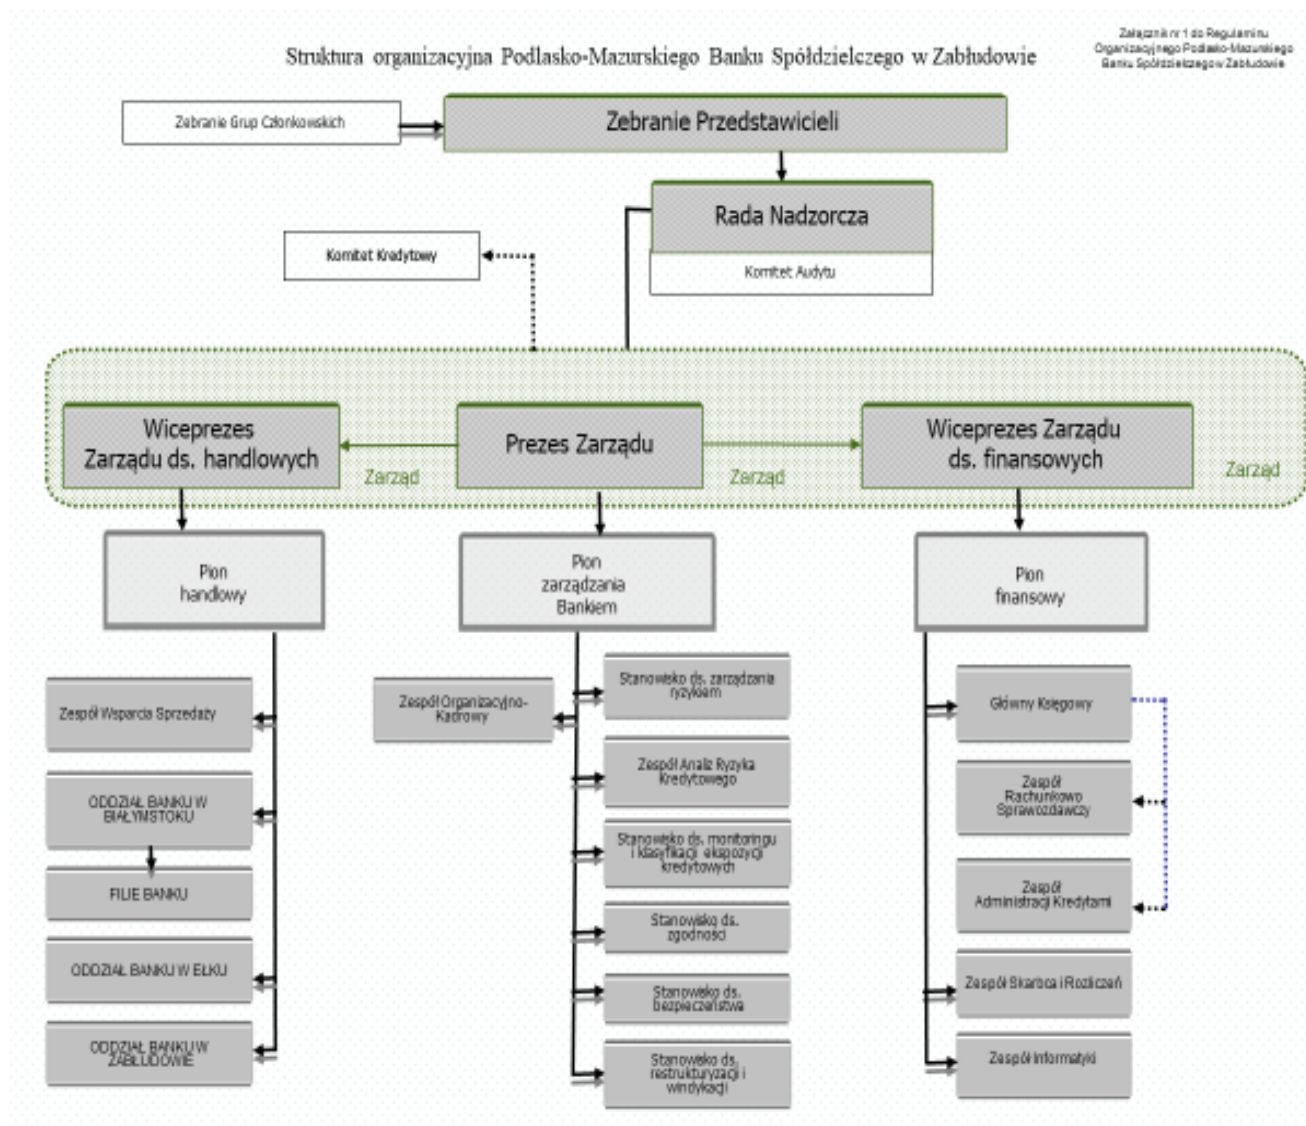 Załącznik nr 1 do Regulaminu
Organizacyjnego Podlasko-Mazurskiego
Banku Spółdzielczego w Zabłudowie
Struktura organizacyjna Podlasko-Mazurskiego Banku Spółdzielczego w Zabłudowie
Zebranie Grup Członkowskich
Zebranie Przedstawicieli
Rada Nadzorcza
Komitet Kredytowy
Komitet Audytu
Wiceprezes
Zarządu ds. handlowych
Zarząd
Prezes Zarządu
Zarząd
Wiceprezes Zarządu
ds. finansowych
Zarząd
Pion
handlowy
Pion
zarządzania
Bankiem
Pion
finansowy
Zespół Wsparcia Sprzedaży
ODDZIAŁ BANKU W
BIAŁYMSTOKU
FILIE BANKU
ODDZIAŁ BANKU W EŁKU
ODDZIAŁ BANKU W
ZABŁUDOWIE
Zespół Organizacyjno-
Kadrowy
Stanowisko ds. zarządzania
ryzykiem
Zespół Analiz Ryzyka
Kredytowego
Stanowisko ds. monitoringu
i klasyfikacji ekspozycji
kredytowych
Stanowisko ds.
zgodności
Stanowisko ds.
bezpieczeństwa
Stanowisko ds.
restrukturyzacji i
windykacji
Główny Księgowy
Zespół
Rachunkowo
Sprawozdawczy
Zespół
Administracji Kredytami
Zespół Skarbca i Rozliczeń
Zespół Informatyki